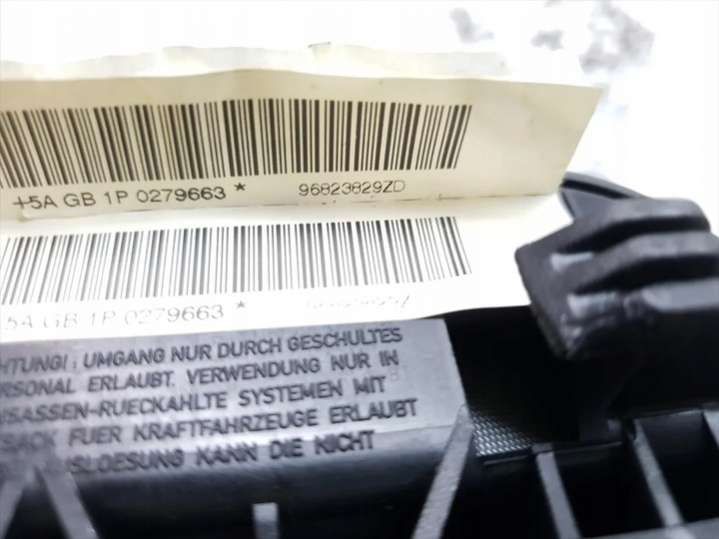 +5A GB 1P 0279663 * 96823829ZD
5A GB 1P 0279663 *
HTUNG! UMGANG NUR DURCH GESCHULTES
RSONAL ERLAUBT. VERWENDUNG NUR IN
SASSEN-RUECKAHLTE SYSTEMEN MIT
SACK FUER KRAFTFAHRZEUGE ERLAUBT
AUSLOESUNG KANN DIE NICHT